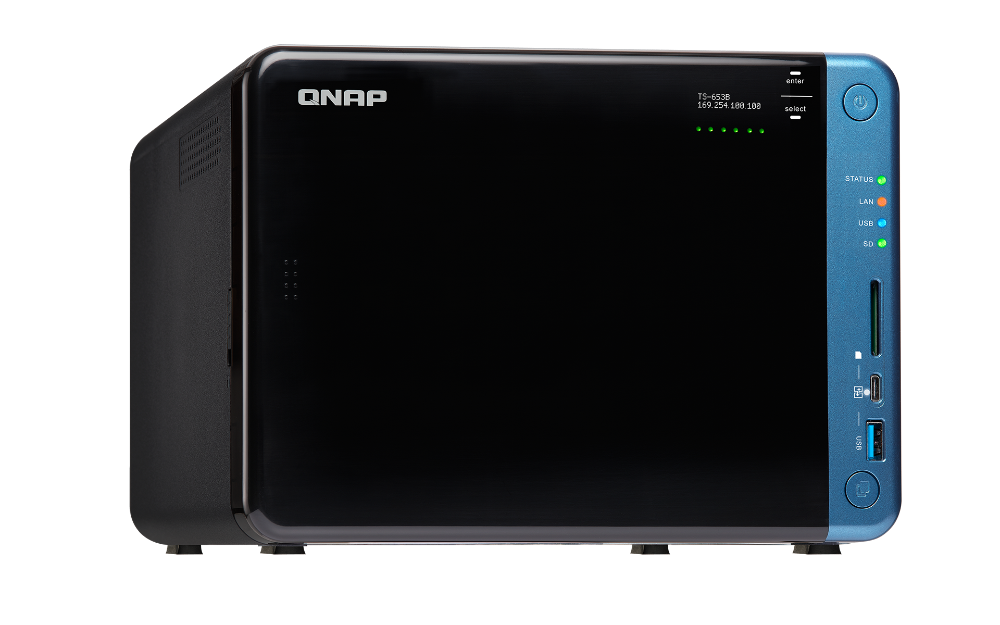 QNAP
TS-653B
169.254.100.100
enter
select
STATUS
LAN
USB
SD
USB